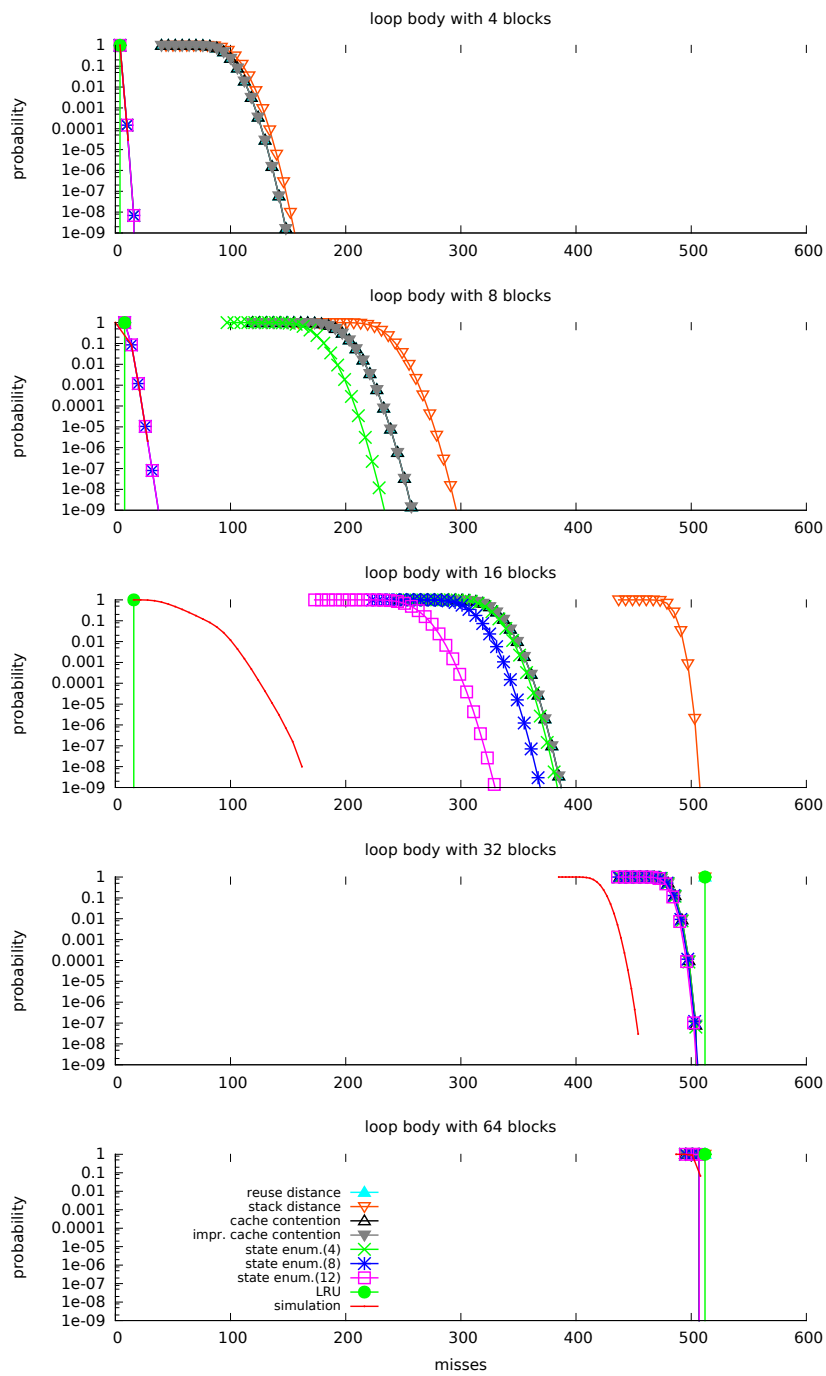 loop body with 4 blocks
1
0.1
0.01
0.001
0.0001
1e-05
1e-06
1e-07
1e-08
1e-09
probability
0 100 200 300 400 500 600
loop body with 8 blocks
1
0.1
0.01
0.001
0.0001
1e-05
1e-06
1e-07
1e-08
1e-09
probability
0 100 200 300 400 500 600
loop body with 16 blocks
1
0.1
0.01
0.001
0.0001
1e-05
1e-06
1e-07
1e-08
1e-09
probability
0 100 200 300 400 500 600
loop body with 32 blocks
1
0.1
0.01
0.001
0.0001
1e-05
1e-06
1e-07
1e-08
1e-09
probability
0 100 200 300 400 500 600
loop body with 64 blocks
1
0.1
0.01
0.001
0.0001
1e-05
1e-06
1e-07
1e-08
1e-09
probability
reuse distance
stack distance
cache contention
impr. cache contention
state enum.(4)
state enum.(8)
state enum.(12)
LRU
simulation
0 100 200 300 400 500 600
misses